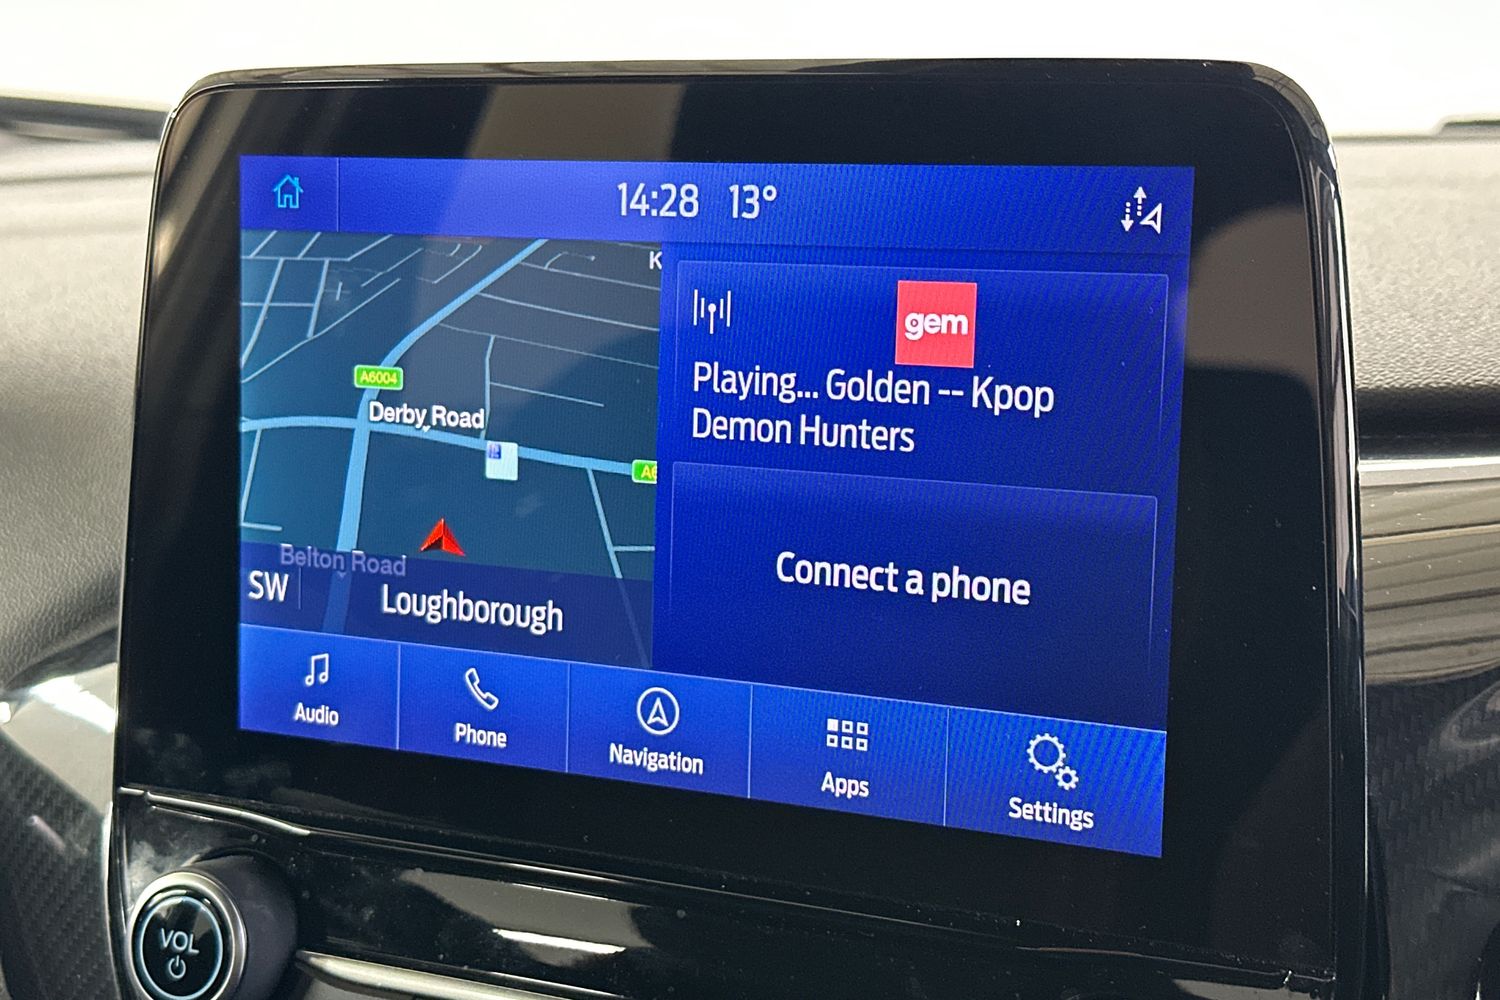 14:28 13°
K
gem
A6004
Playing... Golden -- Kpop
Demon Hunters
Derby Road
A6
Connect a phone
Belton Road
SW
Loughborough
Audio
Phone
Navigation
Apps
Settings
VOL